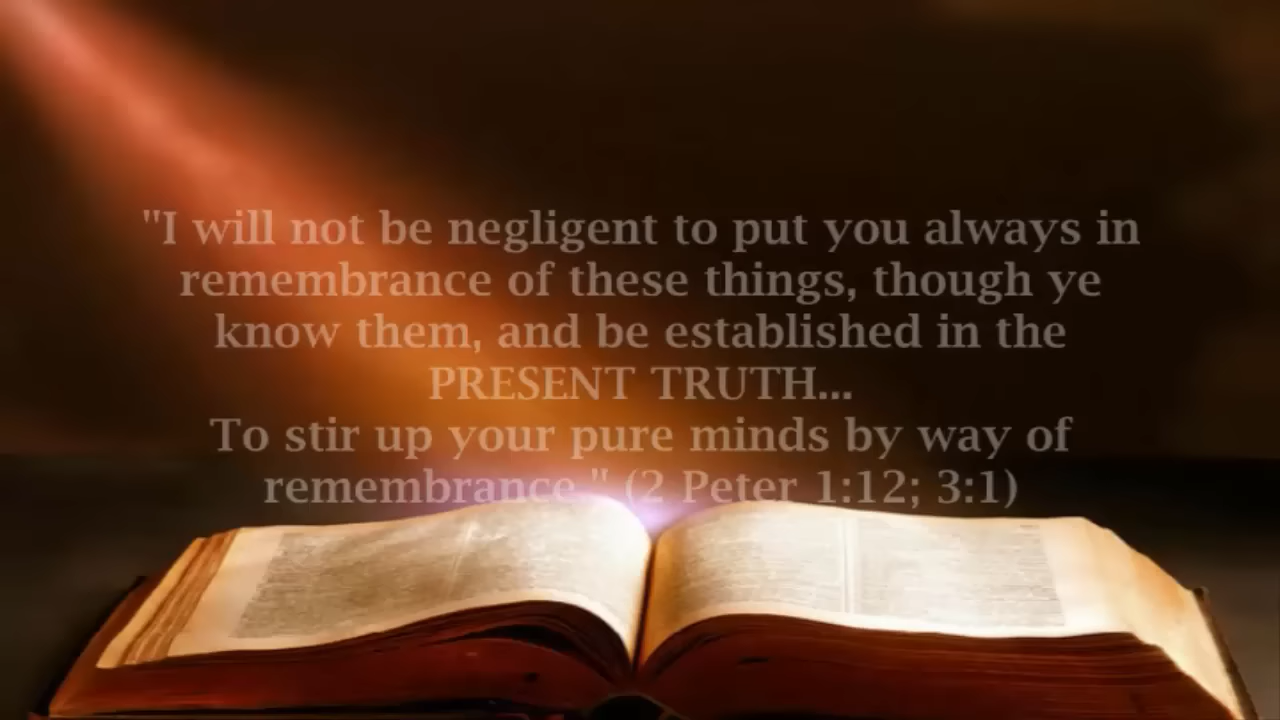 "I will not be negligent to put you always in
remembrance of these things, though ye
know them, and be established in the
PRESENT TRUTH...
To stir up your pure minds by way of
remembrance." (2 Peter 1:12; 3:1)